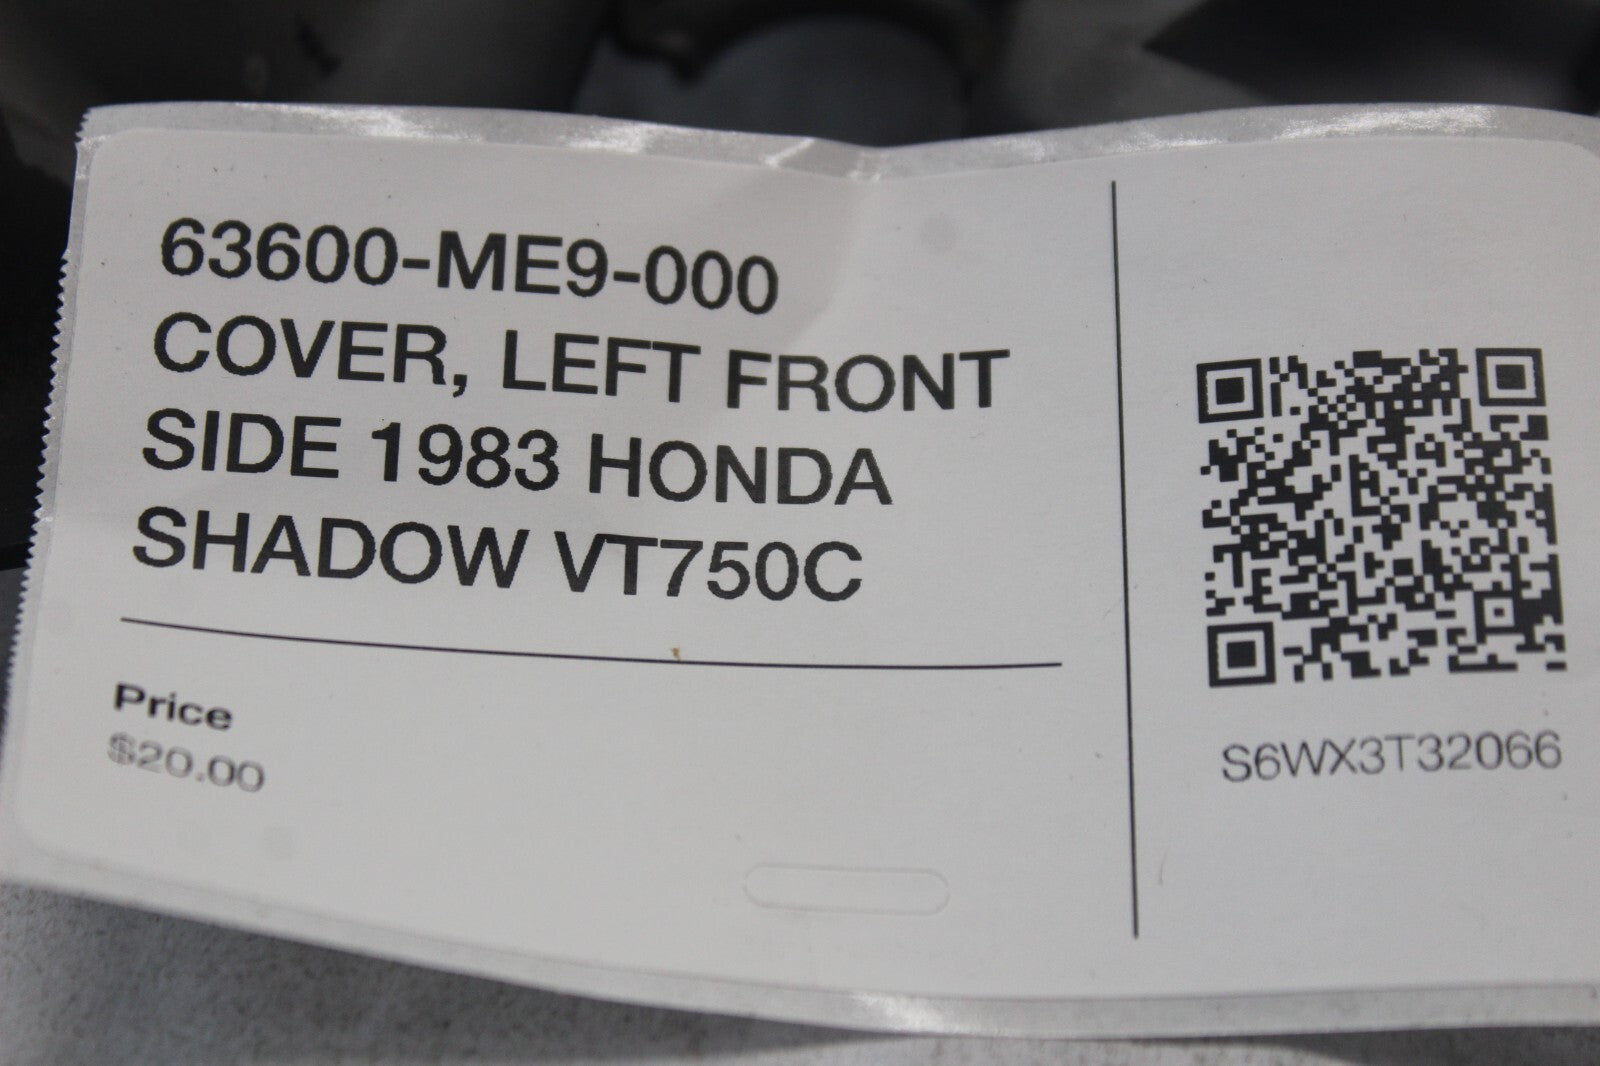 63600-ME9-000
COVER, LEFT FRONT
SIDE 1983 HONDA
SHADOW VT750C
Price
$20.00
S6WX3T32066